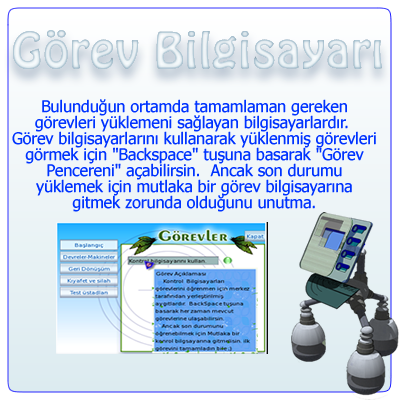 Görev Bilgisayarı
Bulunduğun ortamda tamamlaman gereken
görevleri yüklemeni sağlayan bilgisayarlardır.
Görev bilgisayarlarını kullanarak yüklenmiş görevleri
görmek için "Backspace" tuşuna basarak "Görev
Pencereni" açabilirsin. Ancak son durumu
yüklemek için mutlaka bir görev bilgisayarına
gitmek zorunda olduğunu unutma.
GÖREVLER
Kapat
Başlangıç
Devreler-Makineler
Geri Dönüşüm
Kıyafet ve silah
Test üstadları
Kontrol bilgisayarını kullan.
Görev Açıklaması
Kontrol Bilgisayarları
görevlerini öğrenmen için merkez
tarafından yerleştirilmiş
aygıtlardır. BackSpace tuşuna
basarak her zaman mevcut
görevlerine ulaşabilirsin.
Ancak son durumunu
öğrenebilmek için Mutlaka bir
kontrol bilgisayarına gitmelisin. ilk
görevini tamamladın bile :)